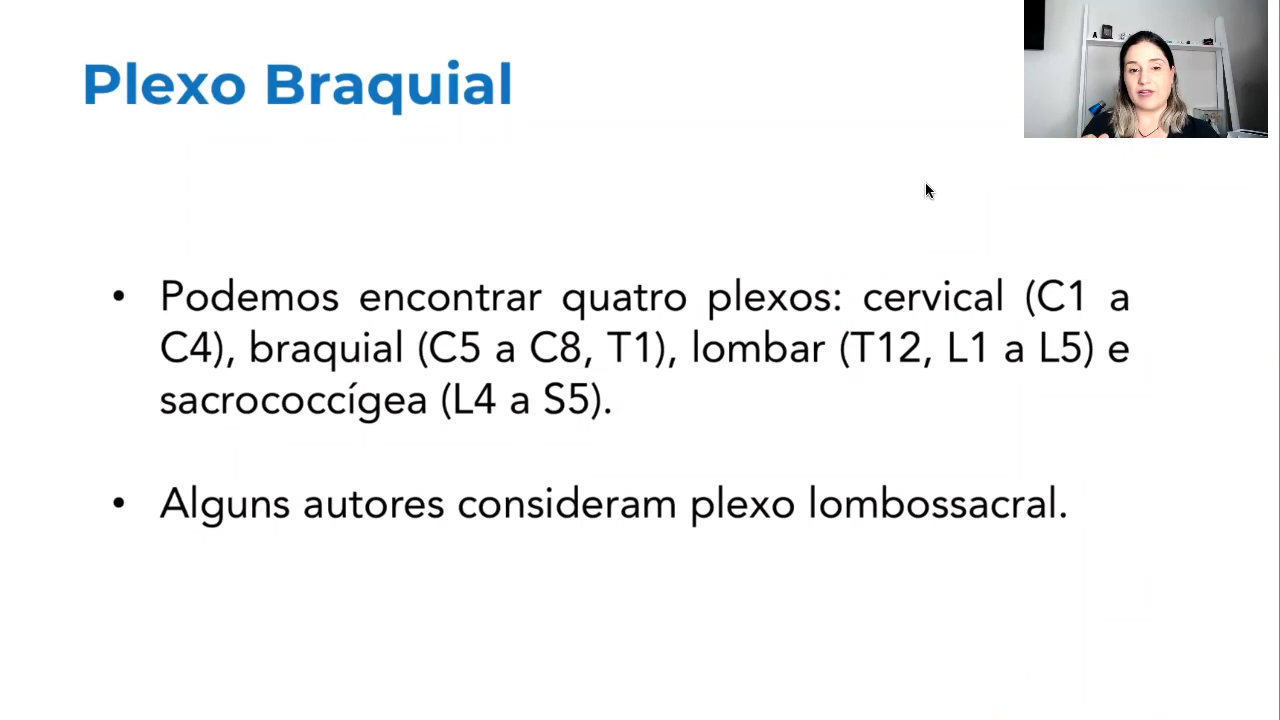 Plexo Braquial
• Podemos encontrar quatro plexos: cervical (C1 a
C4), braquial (C5 a C8, T1), lombar (T12, L1 a L5) e
sacrococcígea (L4 a S5).
• Alguns autores consideram plexo lombossacral.